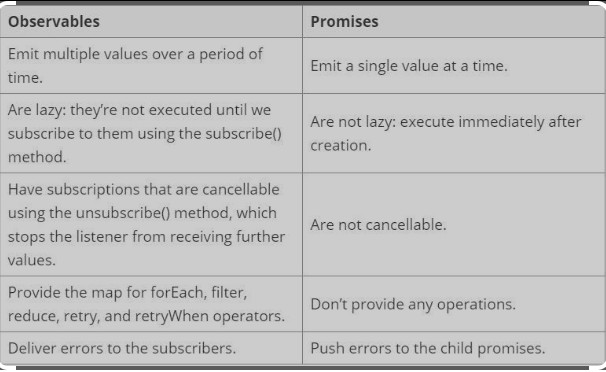 Observables
Promises
Emit multiple values over a period of
time.
Emit a single value at a time.
Are lazy: they’re not executed until we
subscribe to them using the subscribe()
method.
Are not lazy: execute immediately after
creation.
Have subscriptions that are cancellable
using the unsubscribe() method, which
stops the listener from receiving further
values.
Are not cancellable.
Provide the map for forEach, filter,
reduce, retry, and retryWhen operators.
Don’t provide any operations.
Deliver errors to the subscribers.
Push errors to the child promises.